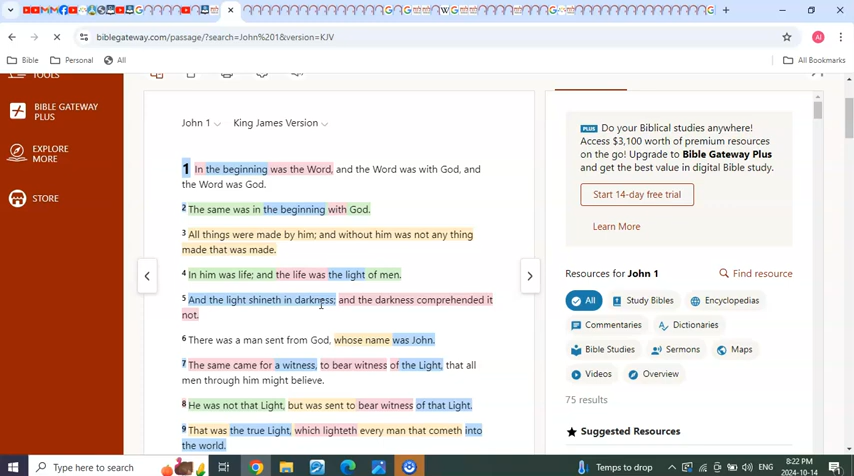 biblegateway.com/passage/?search=John%201&version=KJV
AI
Bible
Personal
All
All Bookmarks
TOOLS
BIBLE GATEWAY
PLUS
EXPLORE
MORE
STORE
John 1
King James Version
1 In the beginning was the Word, and the Word was with God, and
the Word was God.
2 The same was in the beginning with God.
3 All things were made by him; and without him was not any thing
made that was made.
4 In him was life; and the life was the light of men.
5 And the light shineth in darkness; and the darkness comprehended it
not.
6 There was a man sent from God, whose name was John.
7 The same came for a witness, to bear witness of the Light, that all
men through him might believe.
8 He was not that Light, but was sent to bear witness of that Light.
9 That was the true Light, which lighteth every man that cometh into
the world.
PLUS Do your Biblical studies anywhere!
Access $3,100 worth of premium resources
on the go! Upgrade to Bible Gateway Plus
and get the best value in digital Bible study.
Start 14-day free trial
Learn More
Resources for John 1
Find resource
All
Study Bibles
Encyclopedias
Commentaries
Dictionaries
Bible Studies
Sermons
Maps
Videos
Overview
75 results
Suggested Resources
Type here to search
Temps to drop
ENG
8:22 PM
2024-10-14